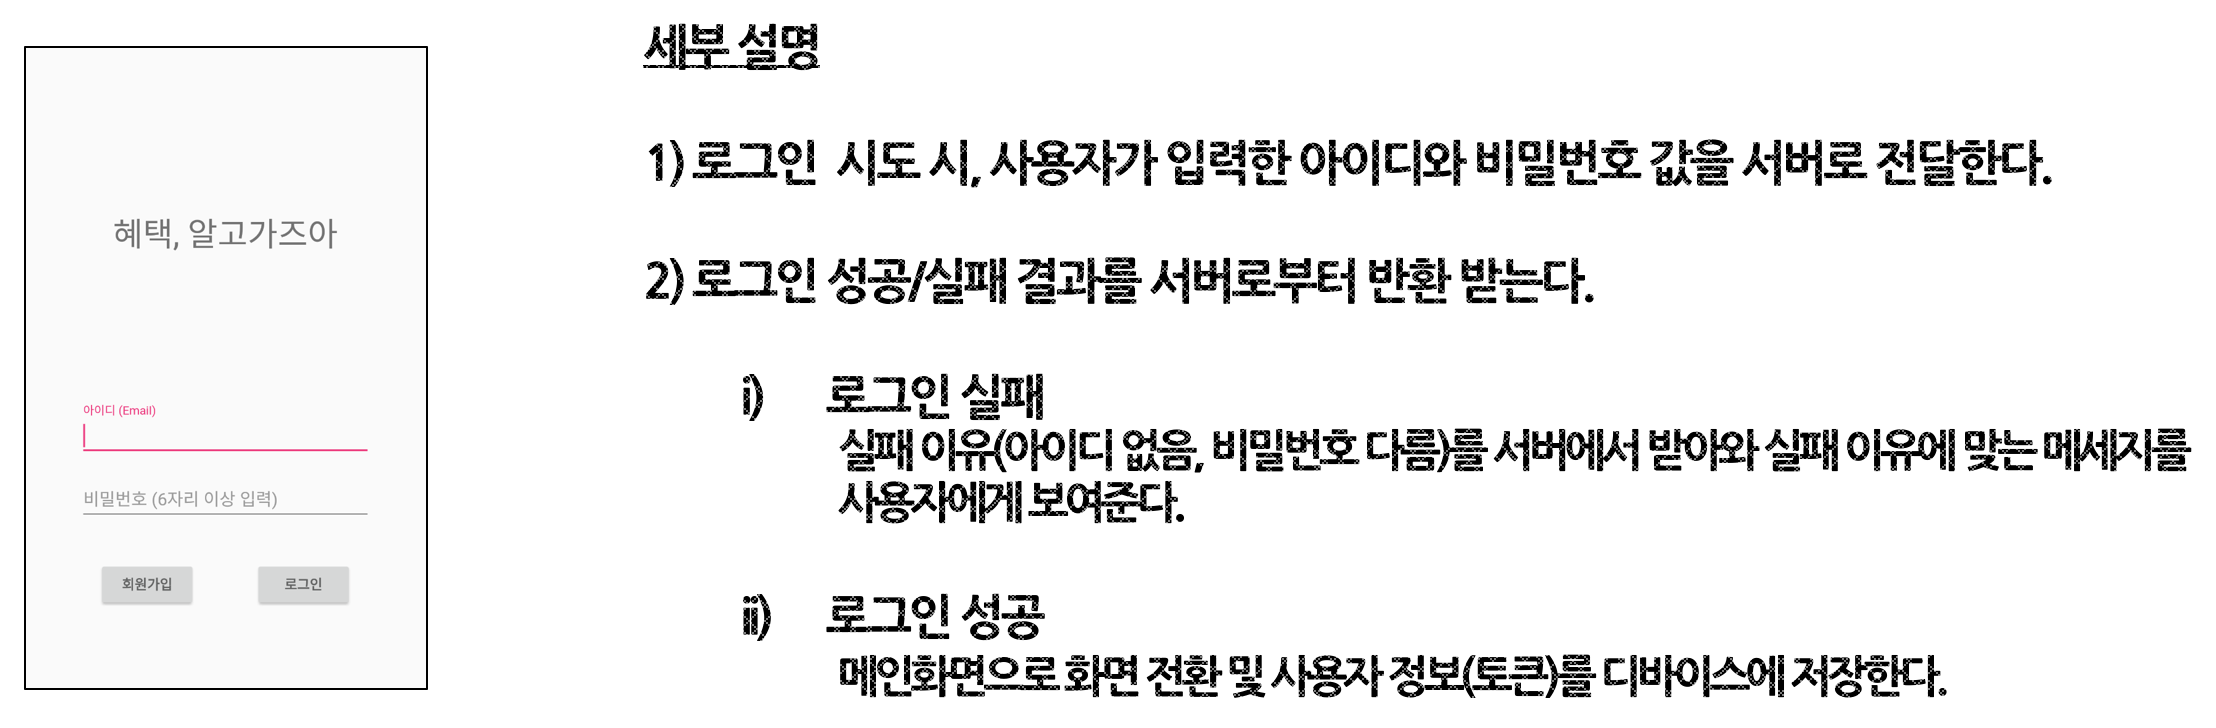 혜택, 알고가즈아
아이디 (Email)
비밀번호 (6자리 이상 입력)
회원가입 로그인
세부 설명
1) 로그인 시도 시, 사용자가 입력한 아이디와 비밀번호 값을 서버로 전달한다.
2) 로그인 성공/실패 결과를 서버로부터 반환 받는다.
i) 로그인 실패
실패 이유(아이디 없음, 비밀번호 다름)를 서버에서 받아와 실패 이유에 맞는 메세지를
사용자에게 보여준다.
ii) 로그인 성공
메인화면으로 화면 전환 및 사용자 정보(토큰)를 디바이스에 저장한다.